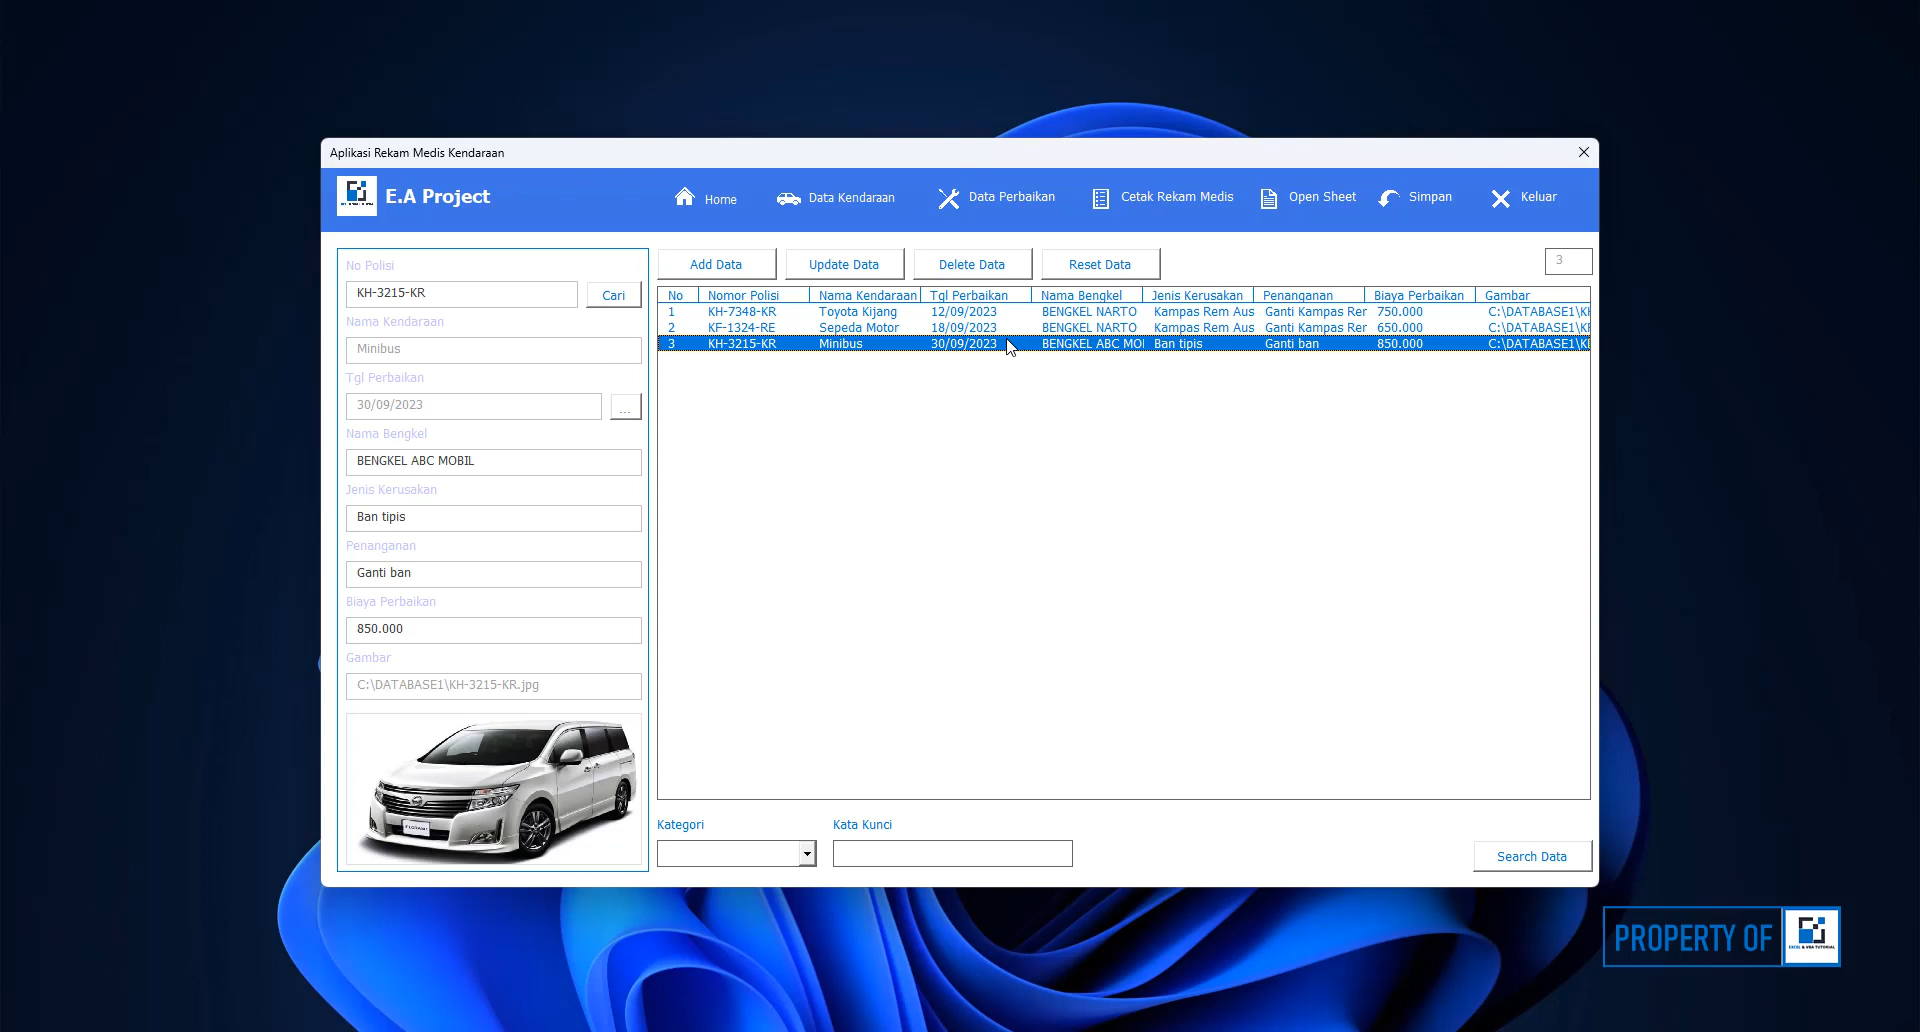 Aplikasi Rekam Medis Kendaraan
E.A Project
Home
Data Kendaraan
Data Perbaikan
Cetak Rekam Medis
Open Sheet
Simpan
Keluar
No Polisi
KH-3215-KR
Cari
Nama Kendaraan
Minibus
Tgl Perbaikan
30/09/2023
...
Nama Bengkel
BENGKEL ABC MOBIL
Jenis Kerusakan
Ban tipis
Penanganan
Ganti ban
Biaya Perbaikan
850.000
Gambar
C:\DATABASE1\KH-3215-KR.jpg
Add Data
Update Data
Delete Data
Reset Data
3
No Nomor Polisi Nama Kendaraan Tgl Perbaikan Nama Bengkel Jenis Kerusakan Penanganan Biaya Perbaikan Gambar
1 KH-7348-KR Toyota Kijang 12/09/2023 BENGKEL NARTO Kampas Rem Aus Ganti Kampas Rer 750.000 C:\DATABASE1\KH
2 KF-1324-RE Sepeda Motor 18/09/2023 BENGKEL NARTO Kampas Rem Aus Ganti Kampas Rer 650.000 C:\DATABASE1\KF
3 KH-3215-KR Minibus 30/09/2023 BENGKEL ABC MOI Ban tipis Ganti ban 850.000 C:\DATABASE1\KH
Kategori
Kata Kunci
Search Data
PROPERTY OF
EXCEL & VBA TUTORIAL